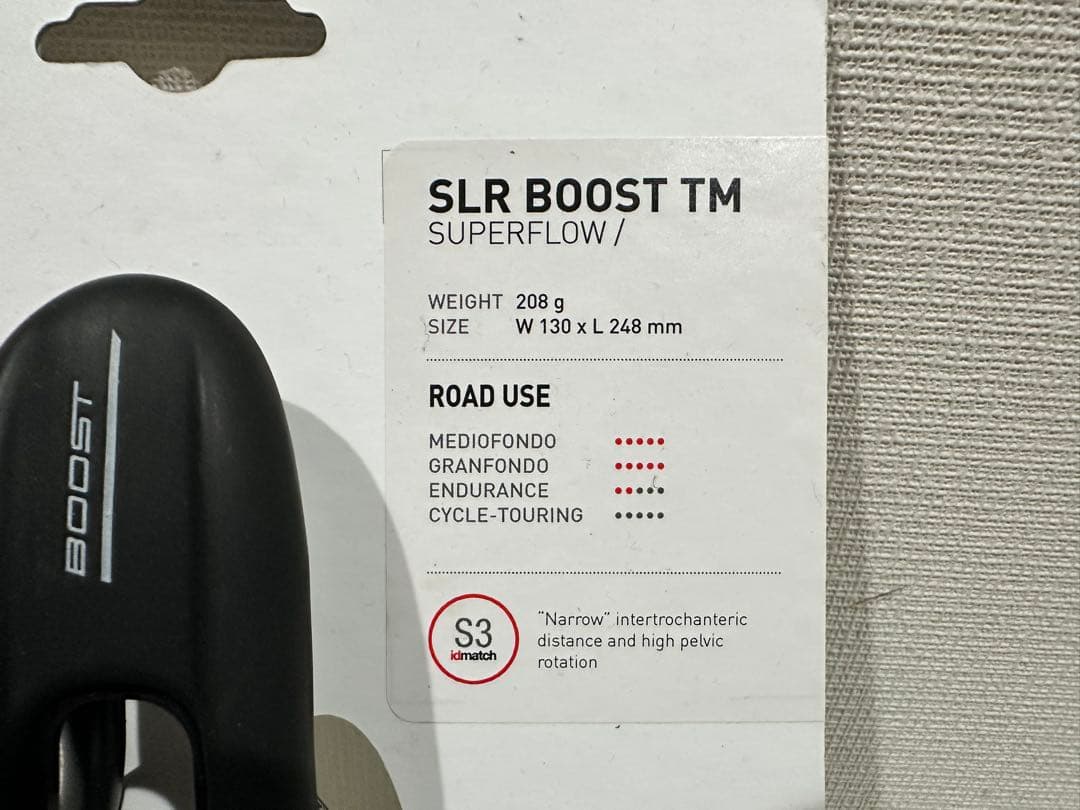 SLR BOOST TM
SUPERFLOW /
WEIGHT 208 g
SIZE W 130 x L 248 mm
ROAD USE
MEDIOFONDO
GRANFONDO
ENDURANCE
CYCLE-TOURING
S3
idmatch
“Narrow” intertrochanteric
distance and high pelvic
rotation
BOOST